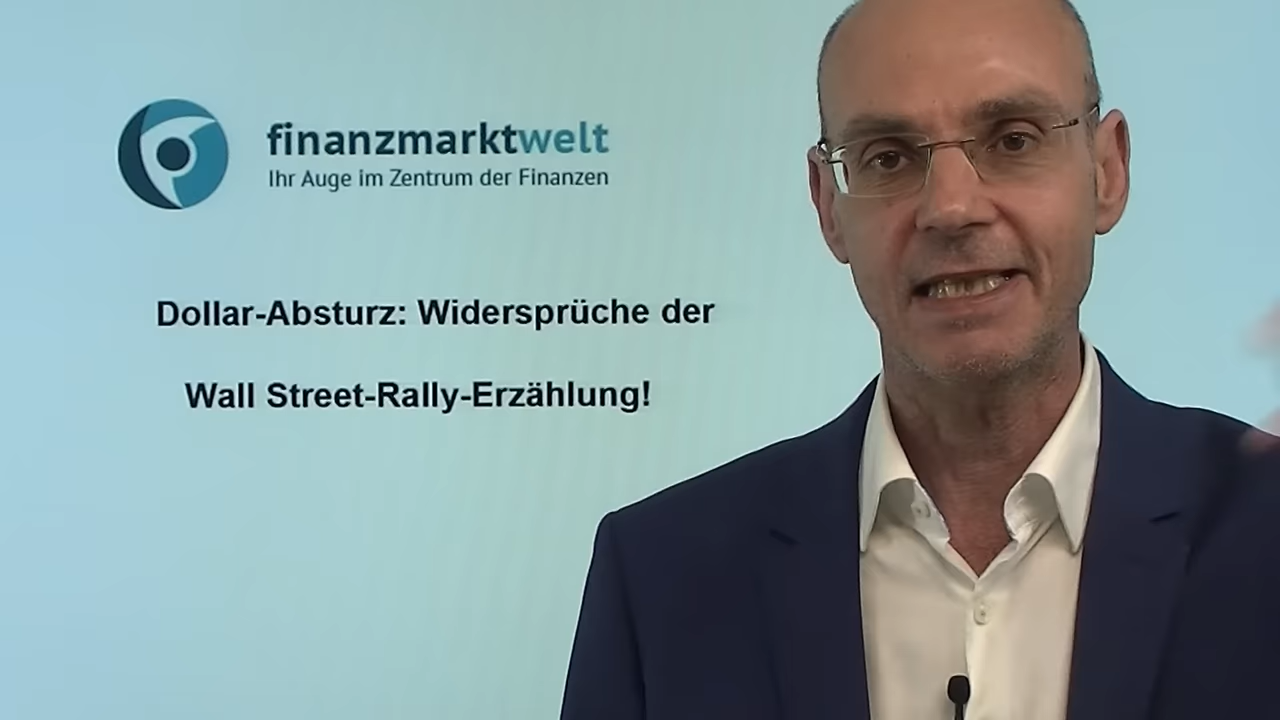 finanzmarktwelt
Ihr Auge im Zentrum der Finanzen
Dollar-Absturz: Widersprüche der
Wall Street-Rally-Erzählung!